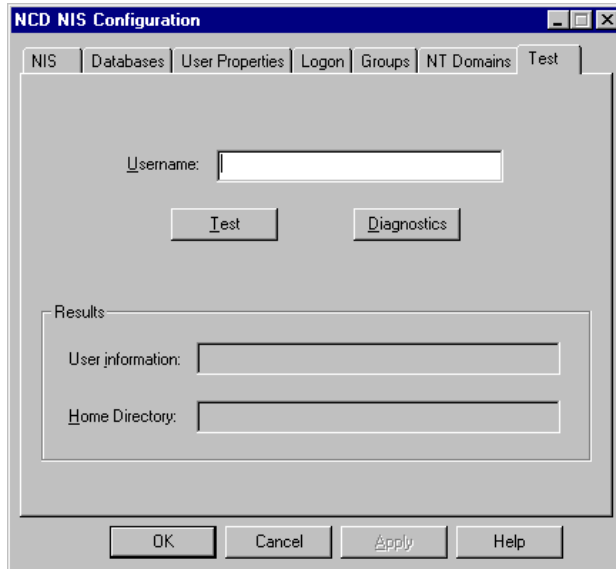 NCD NIS Configuration
NIS Databases User Properties Logon Groups NT Domains Test
Username:
Test Diagnostics
Results
User information:
Home Directory:
OK Cancel Apply Help